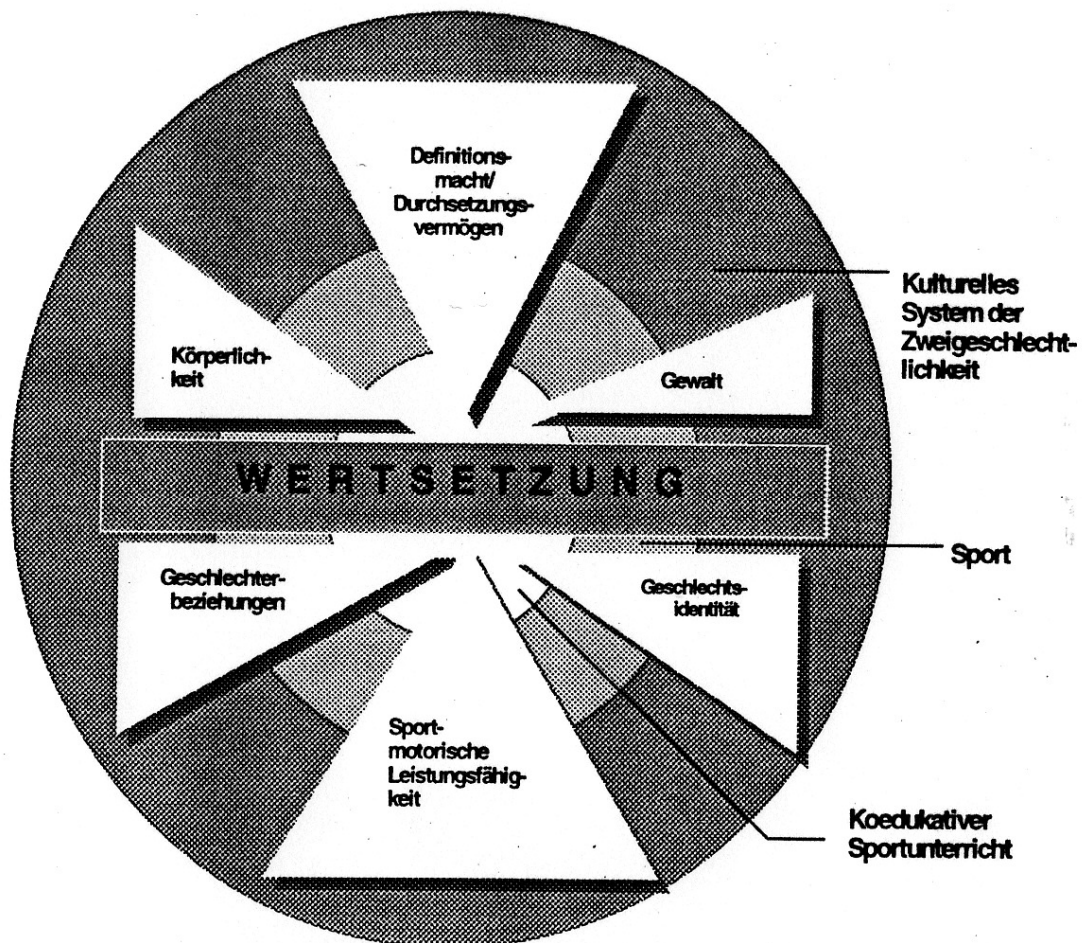 Definitions-
macht/
Durchsetzungs-
vermögen
Kulturelles
System der
Zweigeschlecht-
lichkeit
Körperlich-
keit
Gewalt
WERTSETZUNG
Sport
Geschlechter-
beziehungen
Geschlechts-
identität
Sport-
motorische
Leistungsfähig-
keit
Koedukativer
Sportunterricht